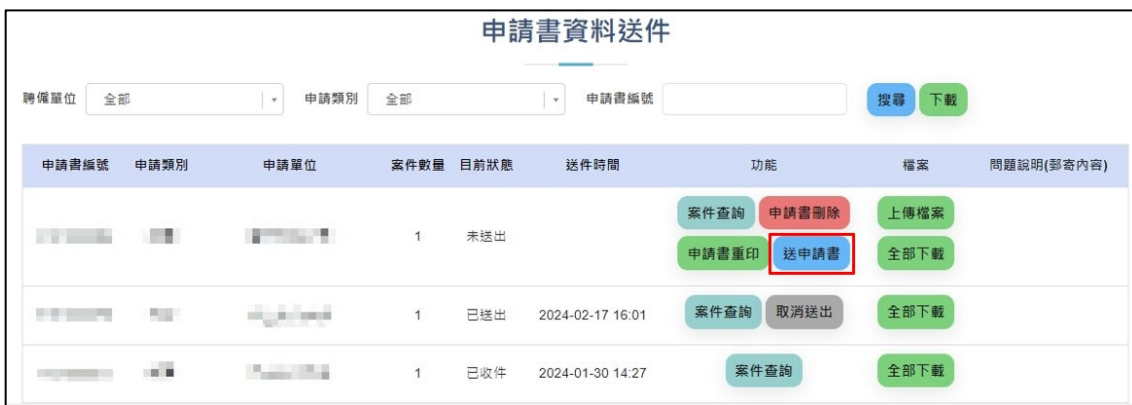 申請書資料送件
聘僱單位 全部 申請類別 全部 申請書編號 搜尋 下載
申請書編號 申請類別 申請單位 案件數量 目前狀態 送件時間 功能 檔案 問題說明(郵寄內容)
案件查詢 申請書刪除 上傳檔案
1 未送出
申請書重印 送申請書 全部下載
1 已送出 2024-02-17 16:01 案件查詢 取消送出 全部下載
1 已收件 2024-01-30 14:27 案件查詢 全部下載